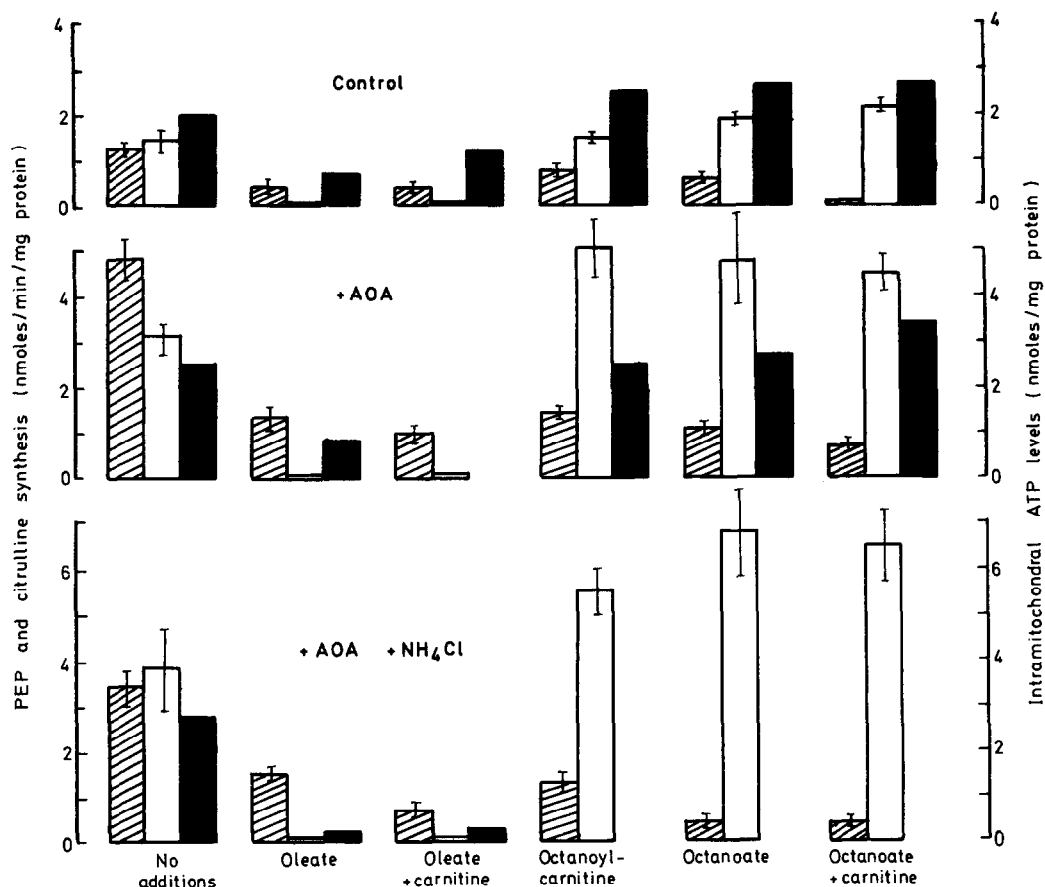 PEP and citrulline synthesis (nmoles/min/mg protein)
4
2
0
Control
4
2
0
4
2
0
+ AOA
4
2
0
6
4
2
0
+ AOA + NH4Cl
6
4
2
0
No additions
Oleate
Oleate + carnitine
Octanoyl-carnitine
Octanoate
Octanoate + carnitine
Intramitochondral ATP levels (nmoles/mg protein)